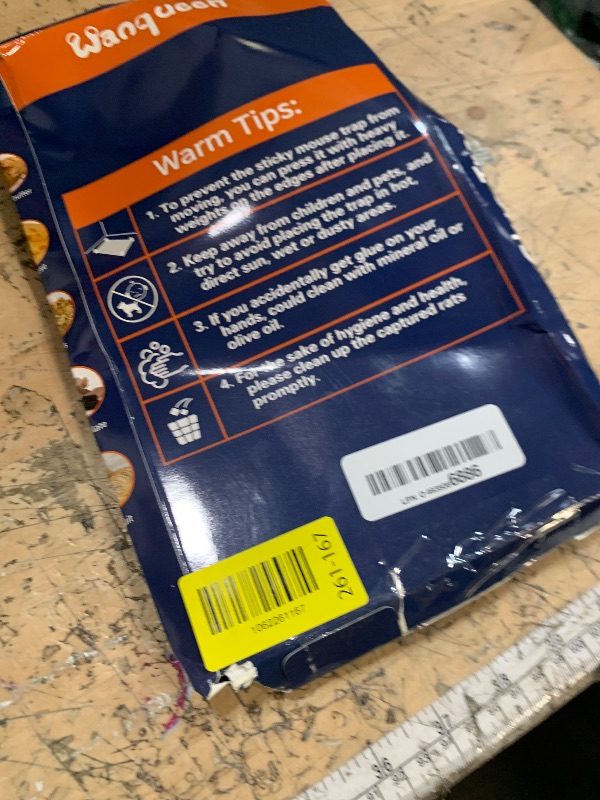 Wanqueen
Warm Tips:
1. To prevent the sticky mouse trap from
moving, you can press it with heavy
weights on the edges after placing it.
2. Keep away from children and pets, and
try to avoid placing the trap in hot,
direct sun, wet or dusty areas.
3. If you accidentally get glue on your
hands, could clean with mineral oil or
olive oil.
4. For the sake of hygiene and health,
please clean up the captured rats
promptly.
6886
261-167
1062261167
36
37
38